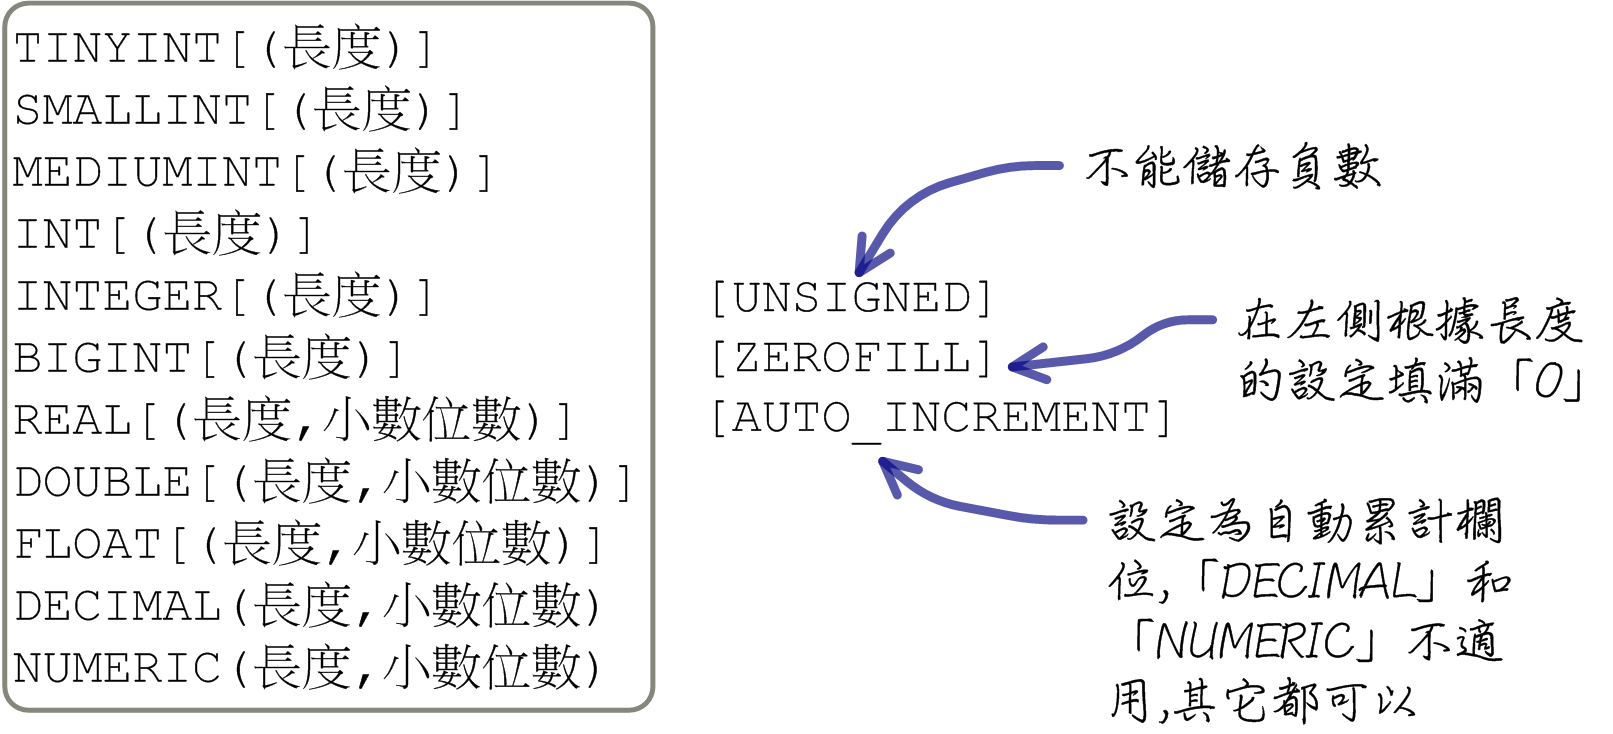 TINYINT[(長度)]
SMALLINT[(長度)]
MEDIUMINT[(長度)]
INT[(長度)]
INTEGER[(長度)]
BIGINT[(長度)]
REAL[(長度,小數位數)]
DOUBLE[(長度,小數位數)]
FLOAT[(長度,小數位數)]
DECIMAL(長度,小數位數)
NUMERIC(長度,小數位數)
不能儲存負數
[UNSIGNED]
[ZEROFILL]
[AUTO_INCREMENT]
在左側根據長度
的設定填滿「0」
設定為自動累計欄
位,「DECIMAL」和
「NUMERIC」不適
用,其它都可以